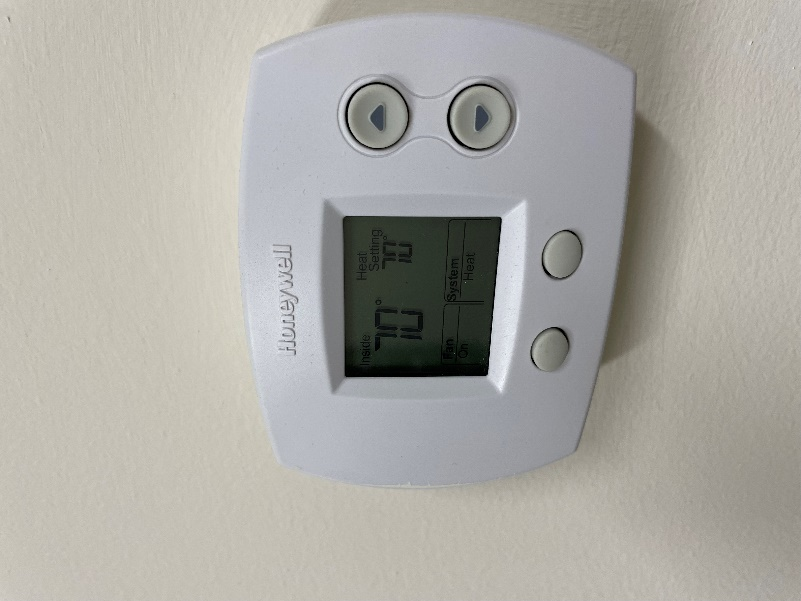 Honeywell
Inside
70°
Heat
Setting
70°
Fan
On
System
Heat